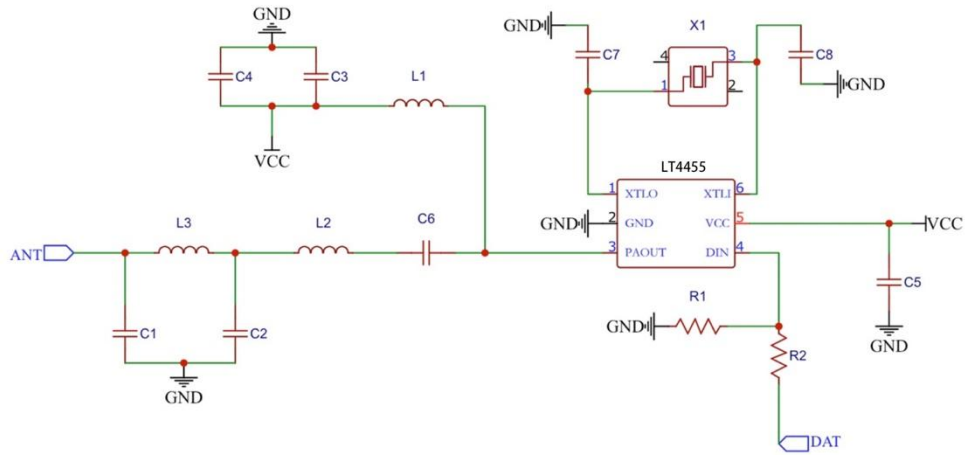 GND
GND
X1
C7
4
3
C8
C4
C3
L1
1
2
GND
VCC
LT4455
1
XTLO
XTLI
6
GND
2
GND
VCC
5
VCC
ANT
L3
L2
C6
3
PAOUT
DIN
4
C5
R1
GND
C1
C2
GND
R2
GND
DAT